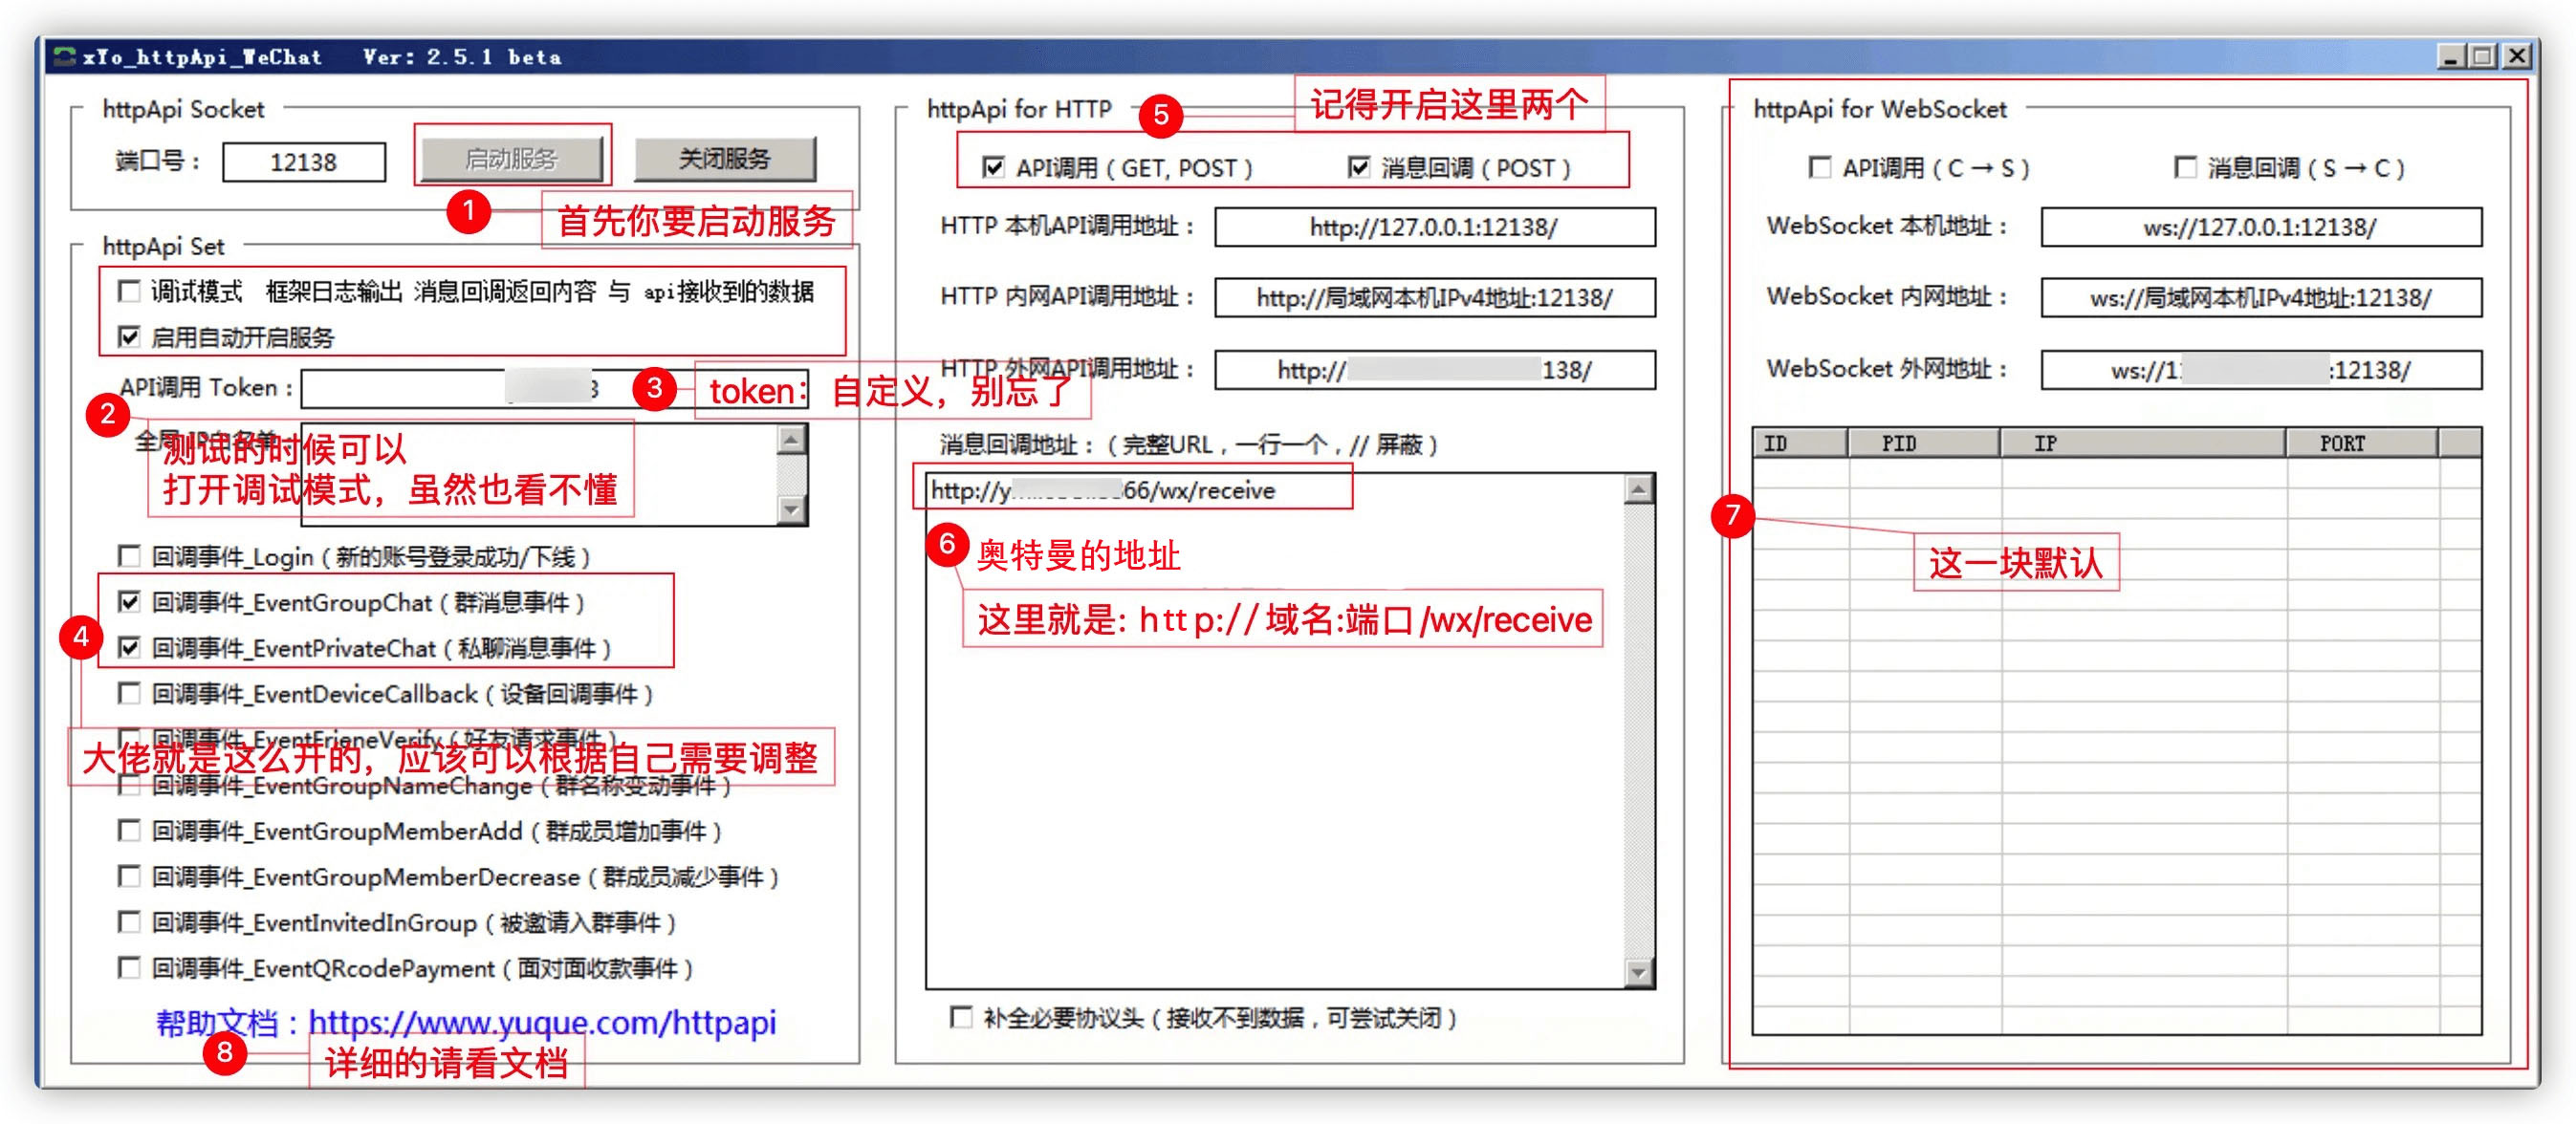 xYo_httpApi_WeChat Ver: 2.5.1 beta
httpApi Socket
端口号：
12138
启动服务
关闭服务
1
首先你要启动服务
httpApi Set
调试模式 框架日志输出 消息回调返回内容 与 api接收到的数据
启用自动开启服务
API调用 Token：
3
token：自定义，别忘了
2
测试的时候可以
打开调试模式，虽然也看不懂
回调事件_Login（新的账号登录成功/下线）
回调事件_EventGroupChat（群消息事件）
回调事件_EventPrivateChat（私聊消息事件）
4
回调事件_EventDeviceCallback（设备回调事件）
回调事件_EventFrieneVerify（好友请求事件）
大佬就是这么开的，应该可以根据自己需要调整
回调事件_EventGroupNameChange（群名称变动事件）
回调事件_EventGroupMemberAdd（群成员增加事件）
回调事件_EventGroupMemberDecrease（群成员减少事件）
回调事件_EventInvitedInGroup（被邀请入群事件）
回调事件_EventQRcodePayment（面对面收款事件）
帮助文档：https://www.yuque.com/httpapi
8
详细的请看文档
httpApi for HTTP
5
记得开启这里两个
API调用（GET, POST）
消息回调（POST）
HTTP 本机API调用地址：
http://127.0.0.1:12138/
HTTP 内网API调用地址：
http://局域网本机IPv4地址:12138/
HTTP 外网API调用地址：
http:// 138/
消息回调地址：（完整URL，一行一个，// 屏蔽）
http://y 66/wx/receive
6
奥特曼的地址
这里就是: http://域名:端口/wx/receive
补全必要协议头（接收不到数据，可尝试关闭）
httpApi for WebSocket
API调用（C → S）
消息回调（S → C）
WebSocket 本机地址：
ws://127.0.0.1:12138/
WebSocket 内网地址：
ws://局域网本机IPv4地址:12138/
WebSocket 外网地址：
ws://1 :12138/
ID PID IP PORT
7
这一块默认